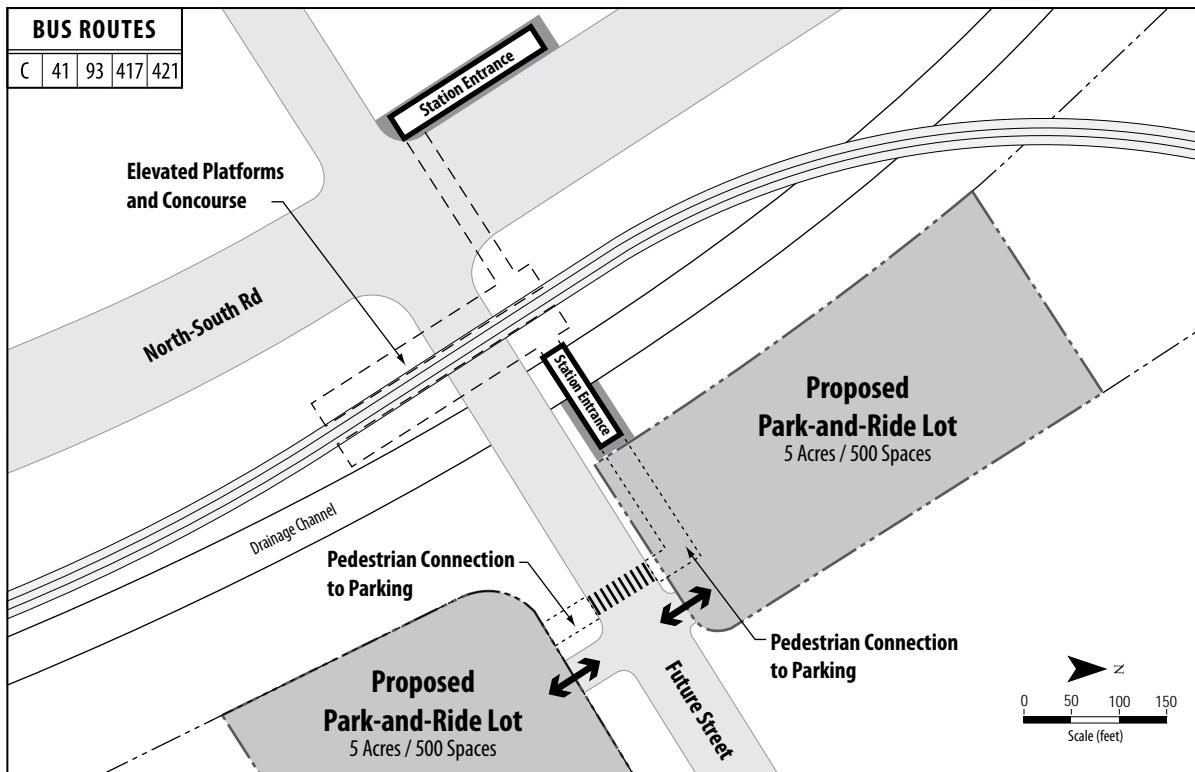 BUS ROUTES
C 41 93 417 421
Station Entrance
Elevated Platforms
and Concourse
North-South Rd
Station Entrance
Proposed
Park-and-Ride Lot
5 Acres / 500 Spaces
Drainage Channel
Pedestrian Connection
to Parking
Pedestrian Connection
to Parking
Proposed
Park-and-Ride Lot
5 Acres / 500 Spaces
Future Street
N
0 50 100 150
Scale (feet)